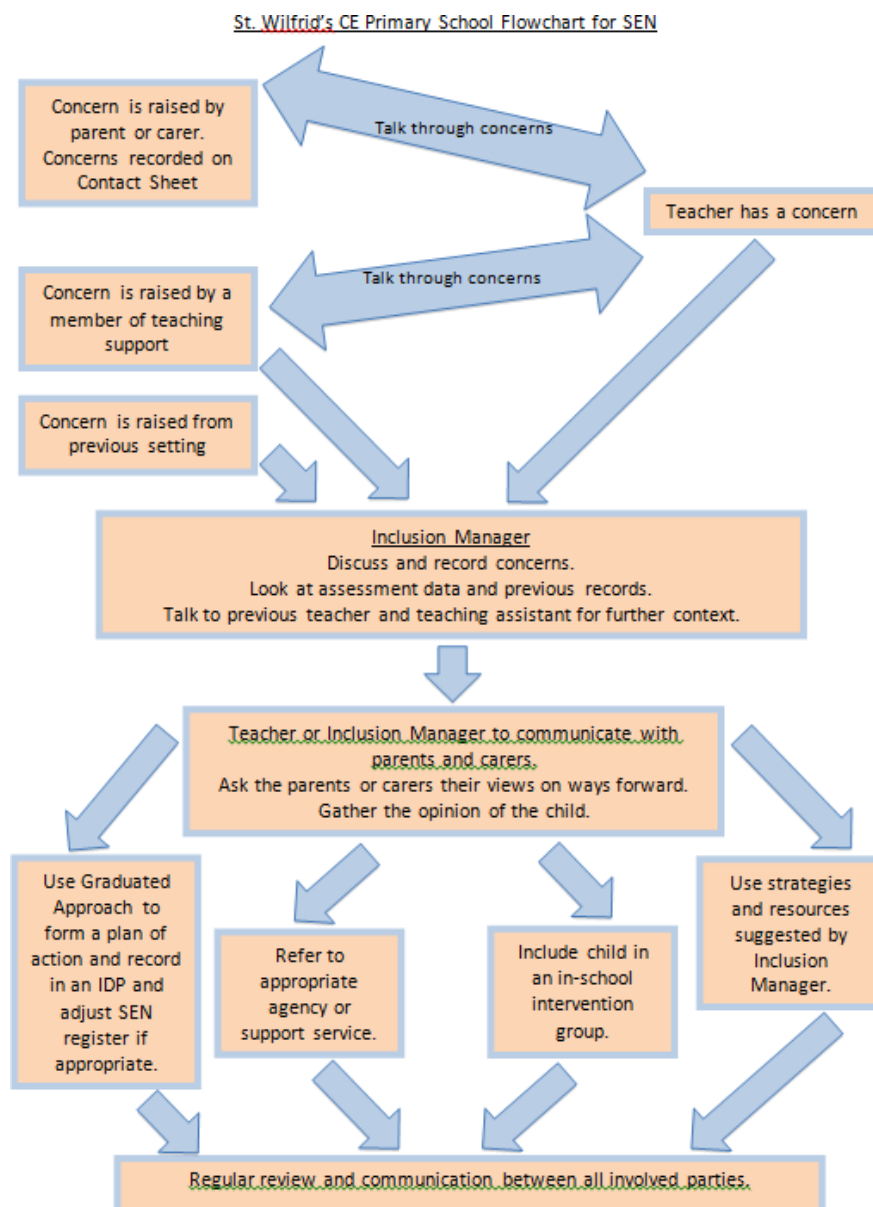 St. Wilfrid's CE Primary School Flowchart for SEN
Concern is raised by
parent or carer.
Concerns recorded on
Contact Sheet
Talk through concerns
Teacher has a concern
Talk through concerns
Concern is raised by a
member of teaching
support
Concern is raised from
previous setting
Inclusion Manager
Discuss and record concerns.
Look at assessment data and previous records.
Talk to previous teacher and teaching assistant for further context.
Teacher or Inclusion Manager to communicate with
parents and carers.
Ask the parents or carers their views on ways forward.
Gather the opinion of the child.
Use Graduated
Approach to
form a plan of
action and record
in an IDP and
adjust SEN
register if
appropriate.
Refer to
appropriate
agency or
support service.
Include child in
an in-school
intervention
group.
Use strategies
and resources
suggested by
Inclusion
Manager.
Regular review and communication between all involved parties.